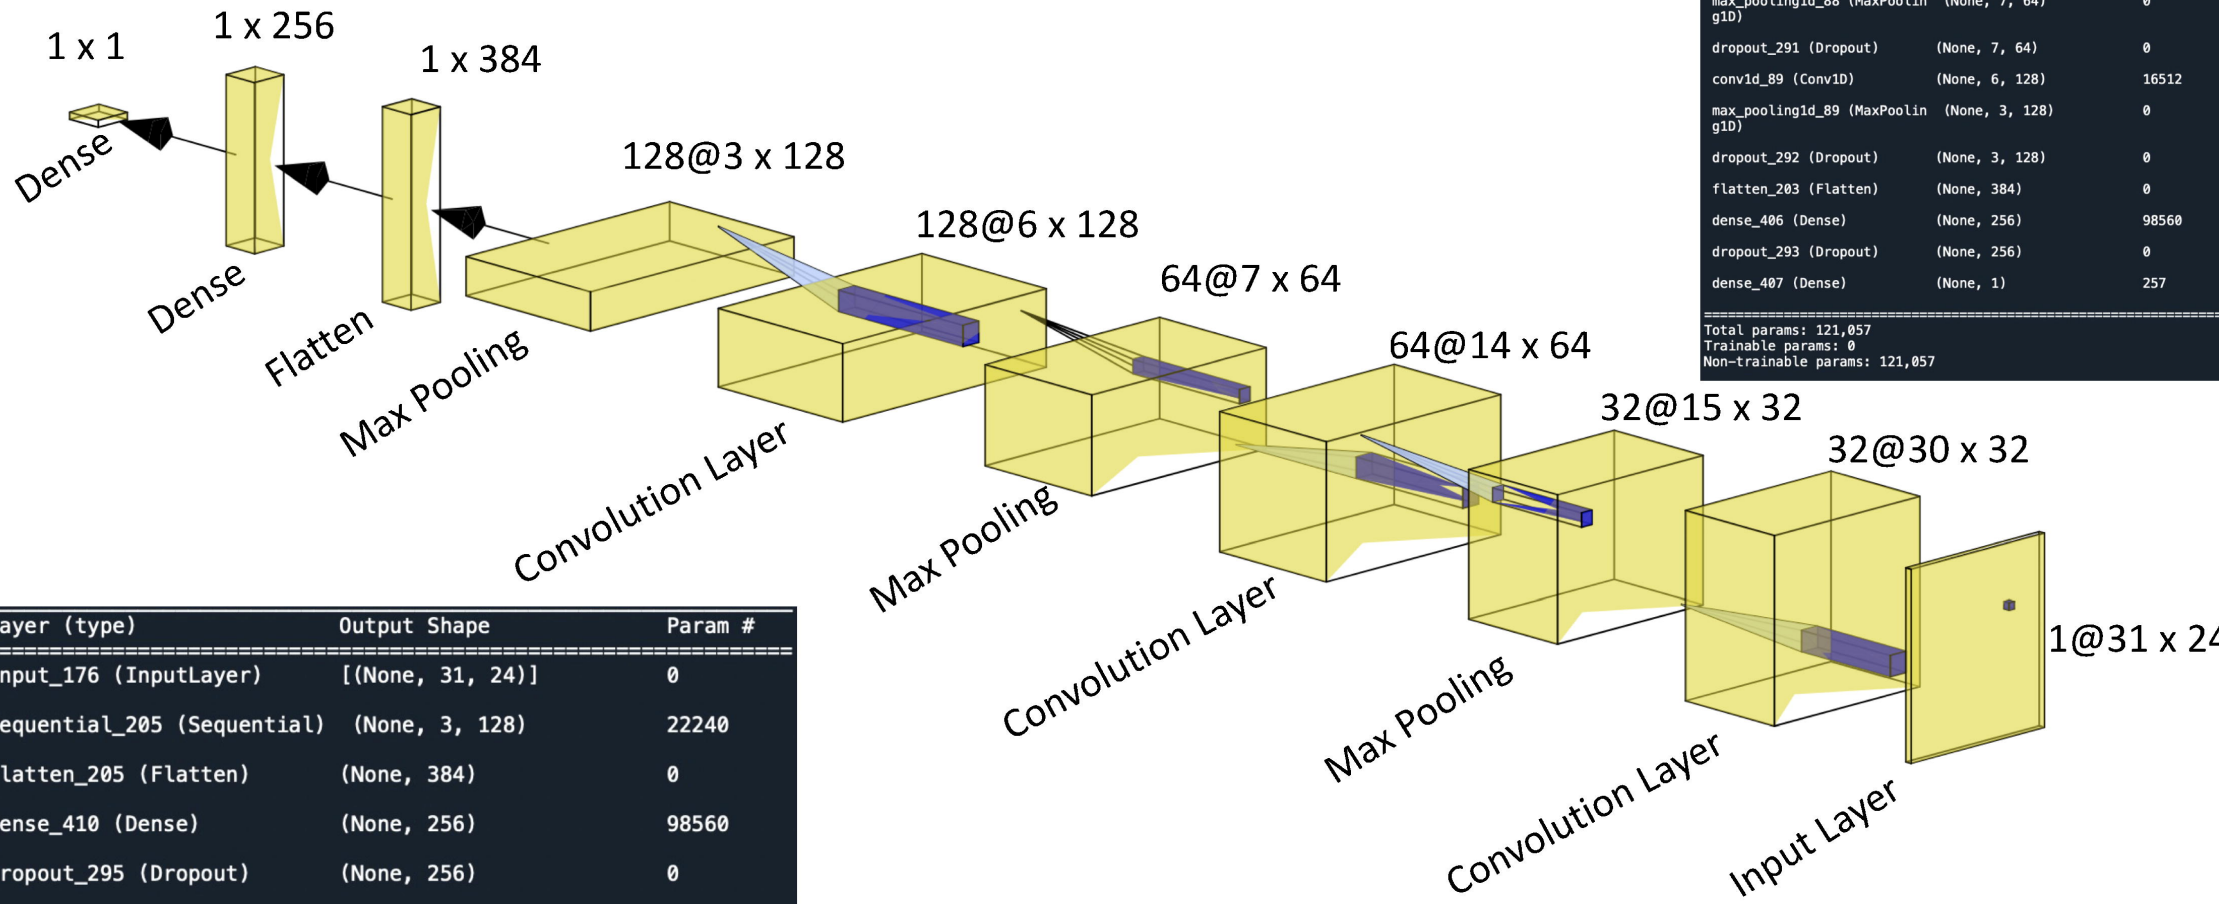 1 x 1
1 x 256
1 x 384
128@3 x 128
128@6 x 128
64@7 x 64
64@14 x 64
32@15 x 32
32@30 x 32
1@31 x 24
Dense
Dense
Flatten
Max Pooling
Convolution Layer
Max Pooling
Convolution Layer
Max Pooling
Convolution Layer
Input Layer
max_pooling1d_88 (MaxPoolin (None, 7, 64) 0
g1D)
dropout_291 (Dropout) (None, 7, 64) 0
conv1d_89 (Conv1D) (None, 6, 128) 16512
max_pooling1d_89 (MaxPoolin (None, 3, 128) 0
g1D)
dropout_292 (Dropout) (None, 3, 128) 0
flatten_203 (Flatten) (None, 384) 0
dense_406 (Dense) (None, 256) 98560
dropout_293 (Dropout) (None, 256) 0
dense_407 (Dense) (None, 1) 257
Total params: 121,057
Trainable params: 0
Non-trainable params: 121,057
ayer (type) Output Shape Param #
nput_176 (InputLayer) [(None, 31, 24)] 0
equential_205 (Sequential) (None, 3, 128) 22240
latten_205 (Flatten) (None, 384) 0
ense_410 (Dense) (None, 256) 98560
ropout_295 (Dropout) (None, 256) 0